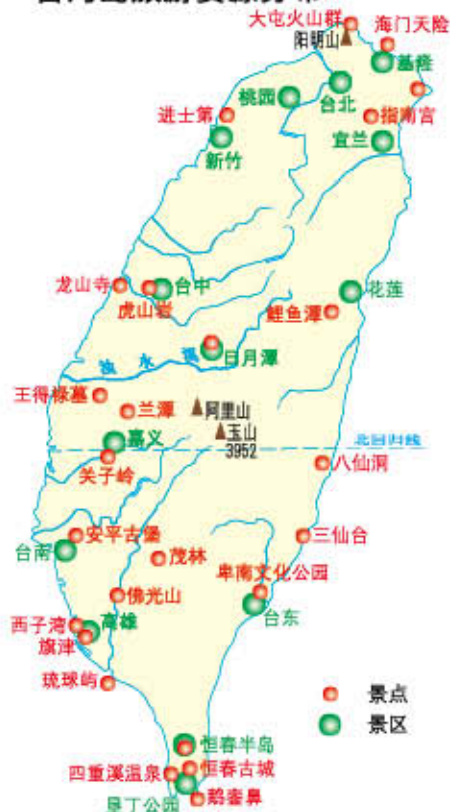 大屯火山群
阳明山
海门天险
基隆
桃园
台北
进士第
指南宫
新竹
宜兰
龙山寺
台中
虎山岩
花莲
鲤鱼潭
浊水溪
日月潭
王得禄墓
兰潭
阿里山
玉山
3952
嘉义
北回归线
关子岭
八仙洞
安平古堡
台南
茂林
三仙台
卑南文化公园
佛光山
台东
西子湾
高雄
旗津
琉球屿
景点
景区
恒春半岛
四重溪温泉
恒春古城
垦丁公园
鹅銮鼻